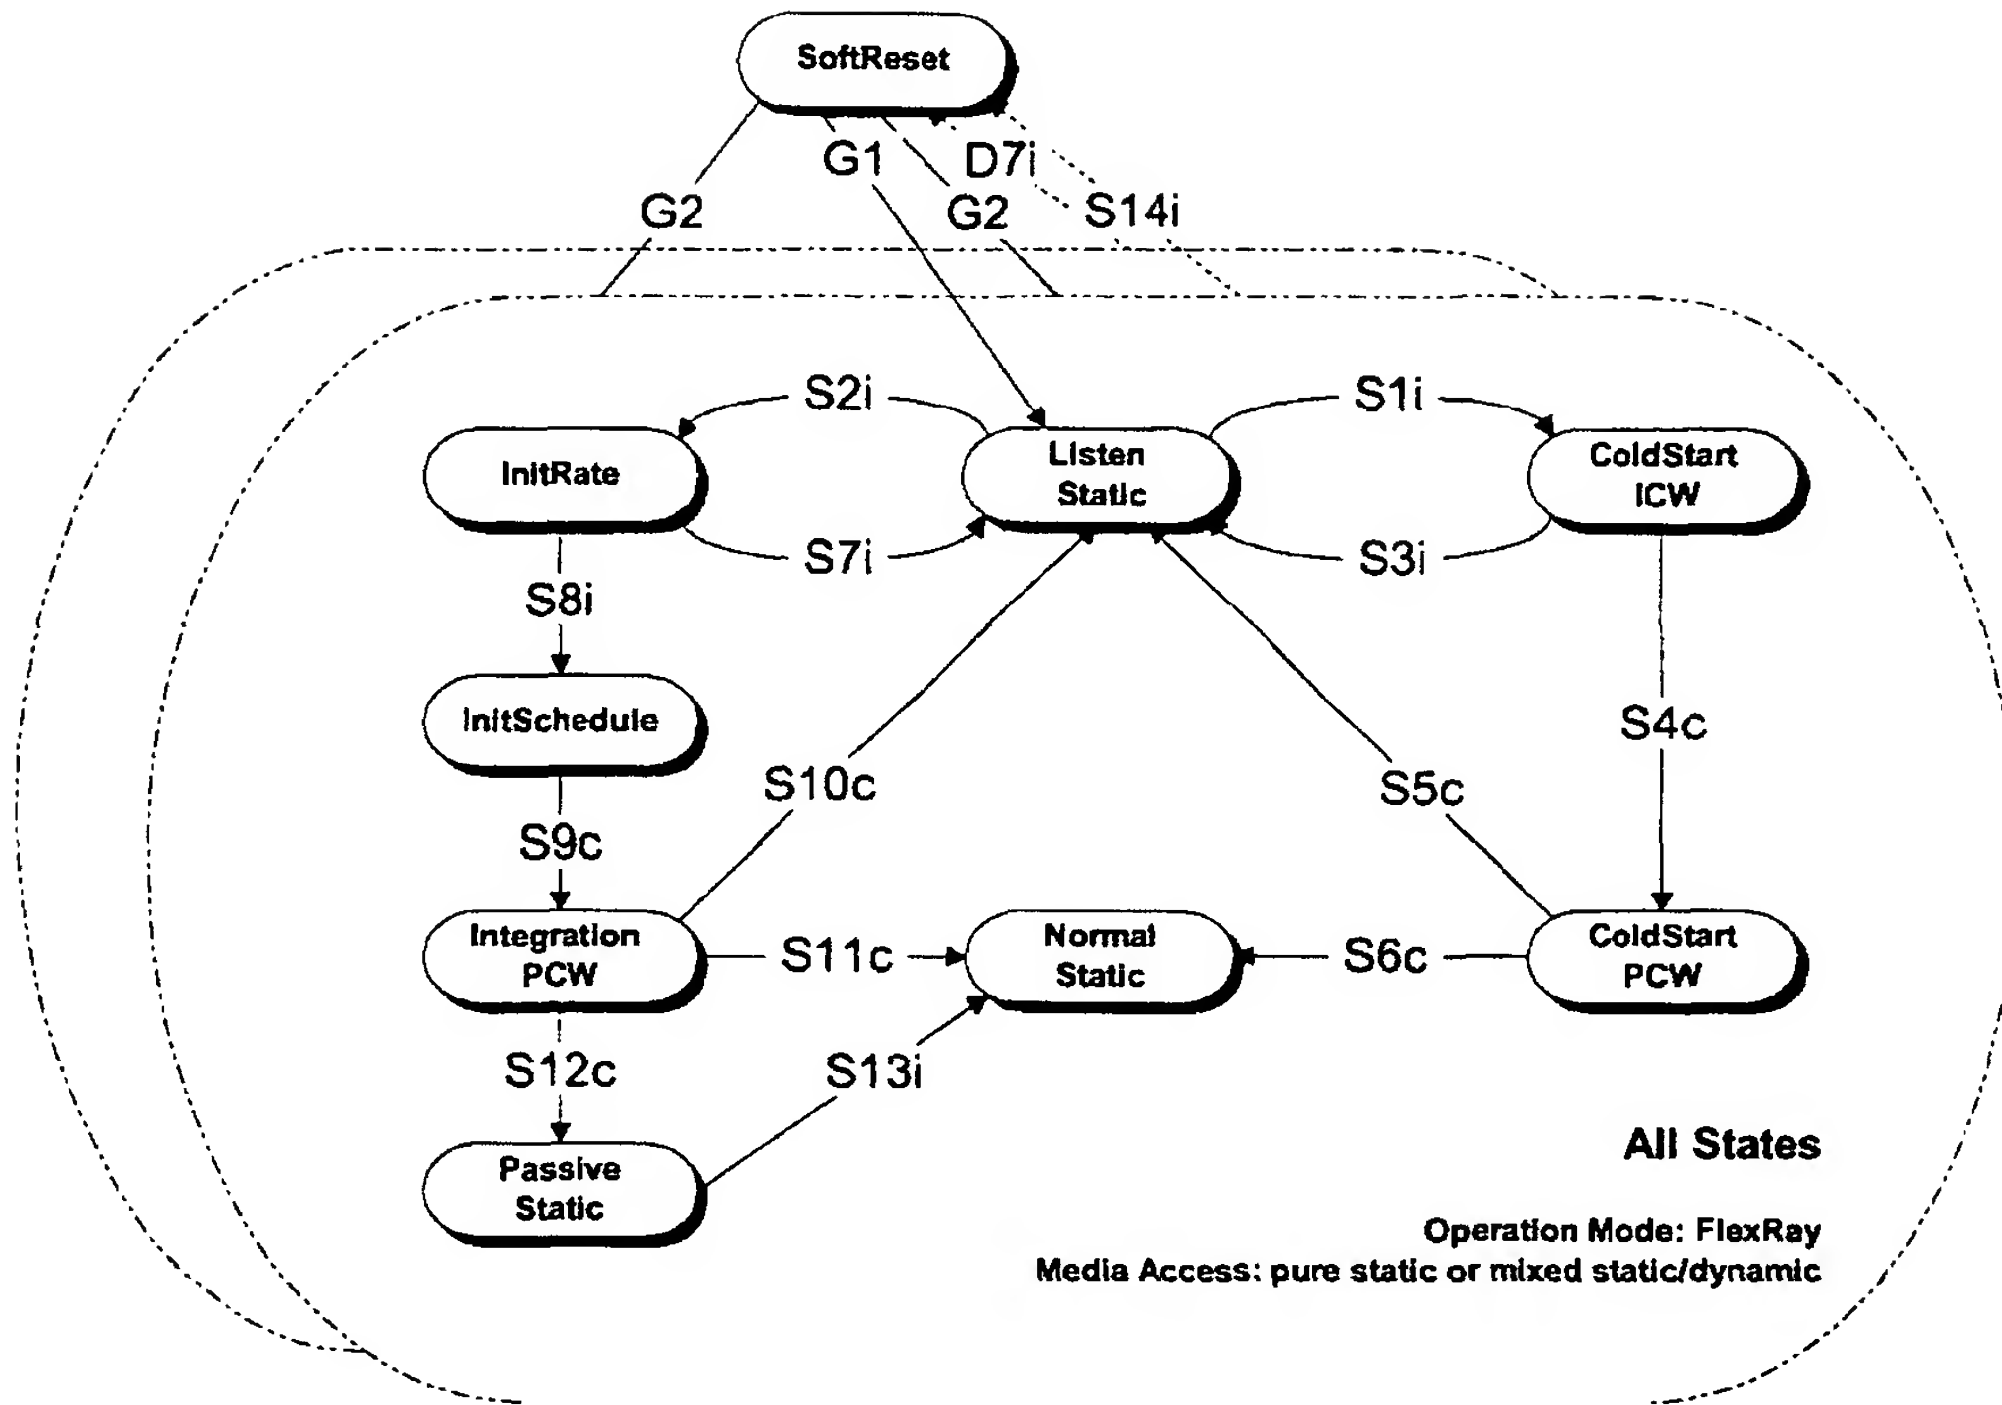 SoftReset
G1
D7i
G2
G2
S14i
S2i
S1i
InitRate
Listen
Static
ColdStart
ICW
S7i
S3i
S8i
InitSchedule
S4c
S10c
S5c
S9c
Integration
PCW
S11c
Normal
Static
S6c
ColdStart
PCW
S12c
S13i
All States
Passive
Static
Operation Mode: FlexRay
Media Access: pure static or mixed static/dynamic